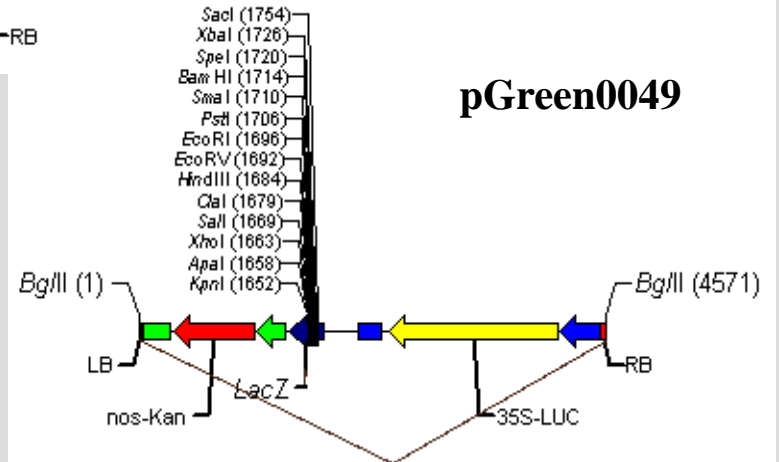 RB
SacI (1754)
XbaI (1726)
SpeI (1720)
Bam HI (1714)
SmaI (1710)
PstI (1706)
EcoRI (1696)
EcoRV (1692)
HindIII (1684)
ClaI (1679)
SalI (1669)
XhoI (1663)
ApaI (1658)
KpnI (1652)
pGreen0049
BglII (1)
BglII (4571)
LB
RB
LacZ
nos-Kan
35S-LUC